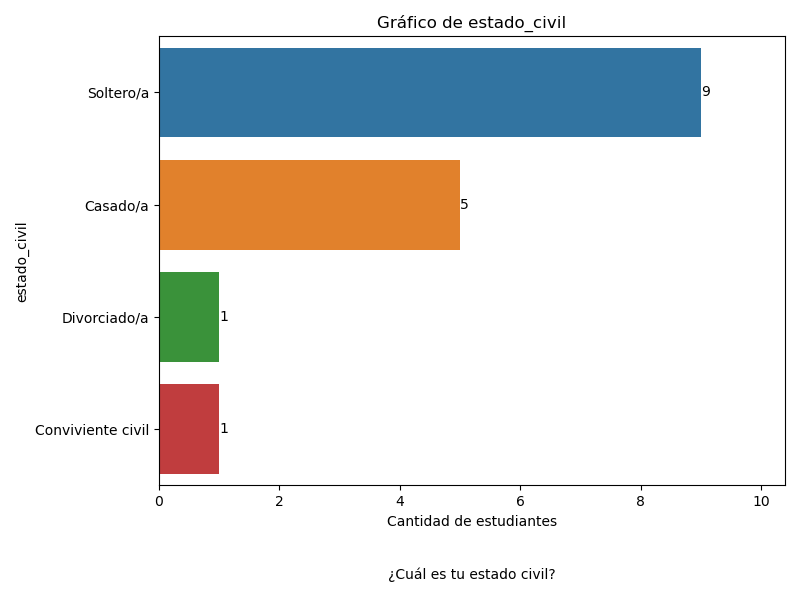 Gráfico de estado_civil
estado_civil
Soltero/a
9
Casado/a
5
Divorciado/a
1
Conviviente civil
1
0 2 4 6 8 10
Cantidad de estudiantes
¿Cuál es tu estado civil?